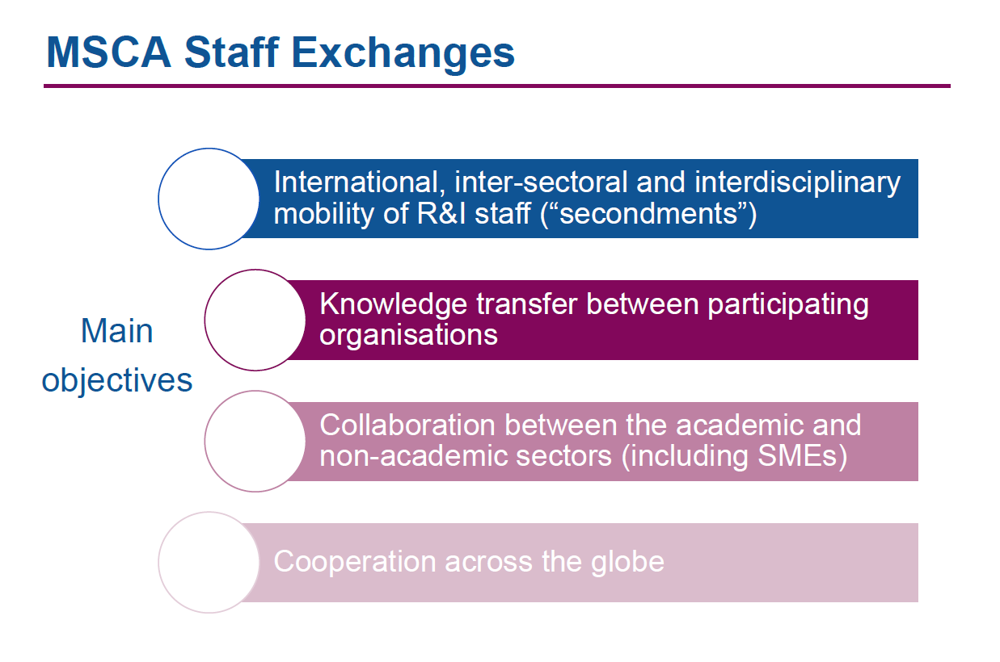 MSCA Staff Exchanges
Main
objectives
International, inter-sectoral and interdisciplinary
mobility of R&I staff (“secondments”)
Knowledge transfer between participating
organisations
Collaboration between the academic and
non-academic sectors (including SMEs)
Cooperation across the globe